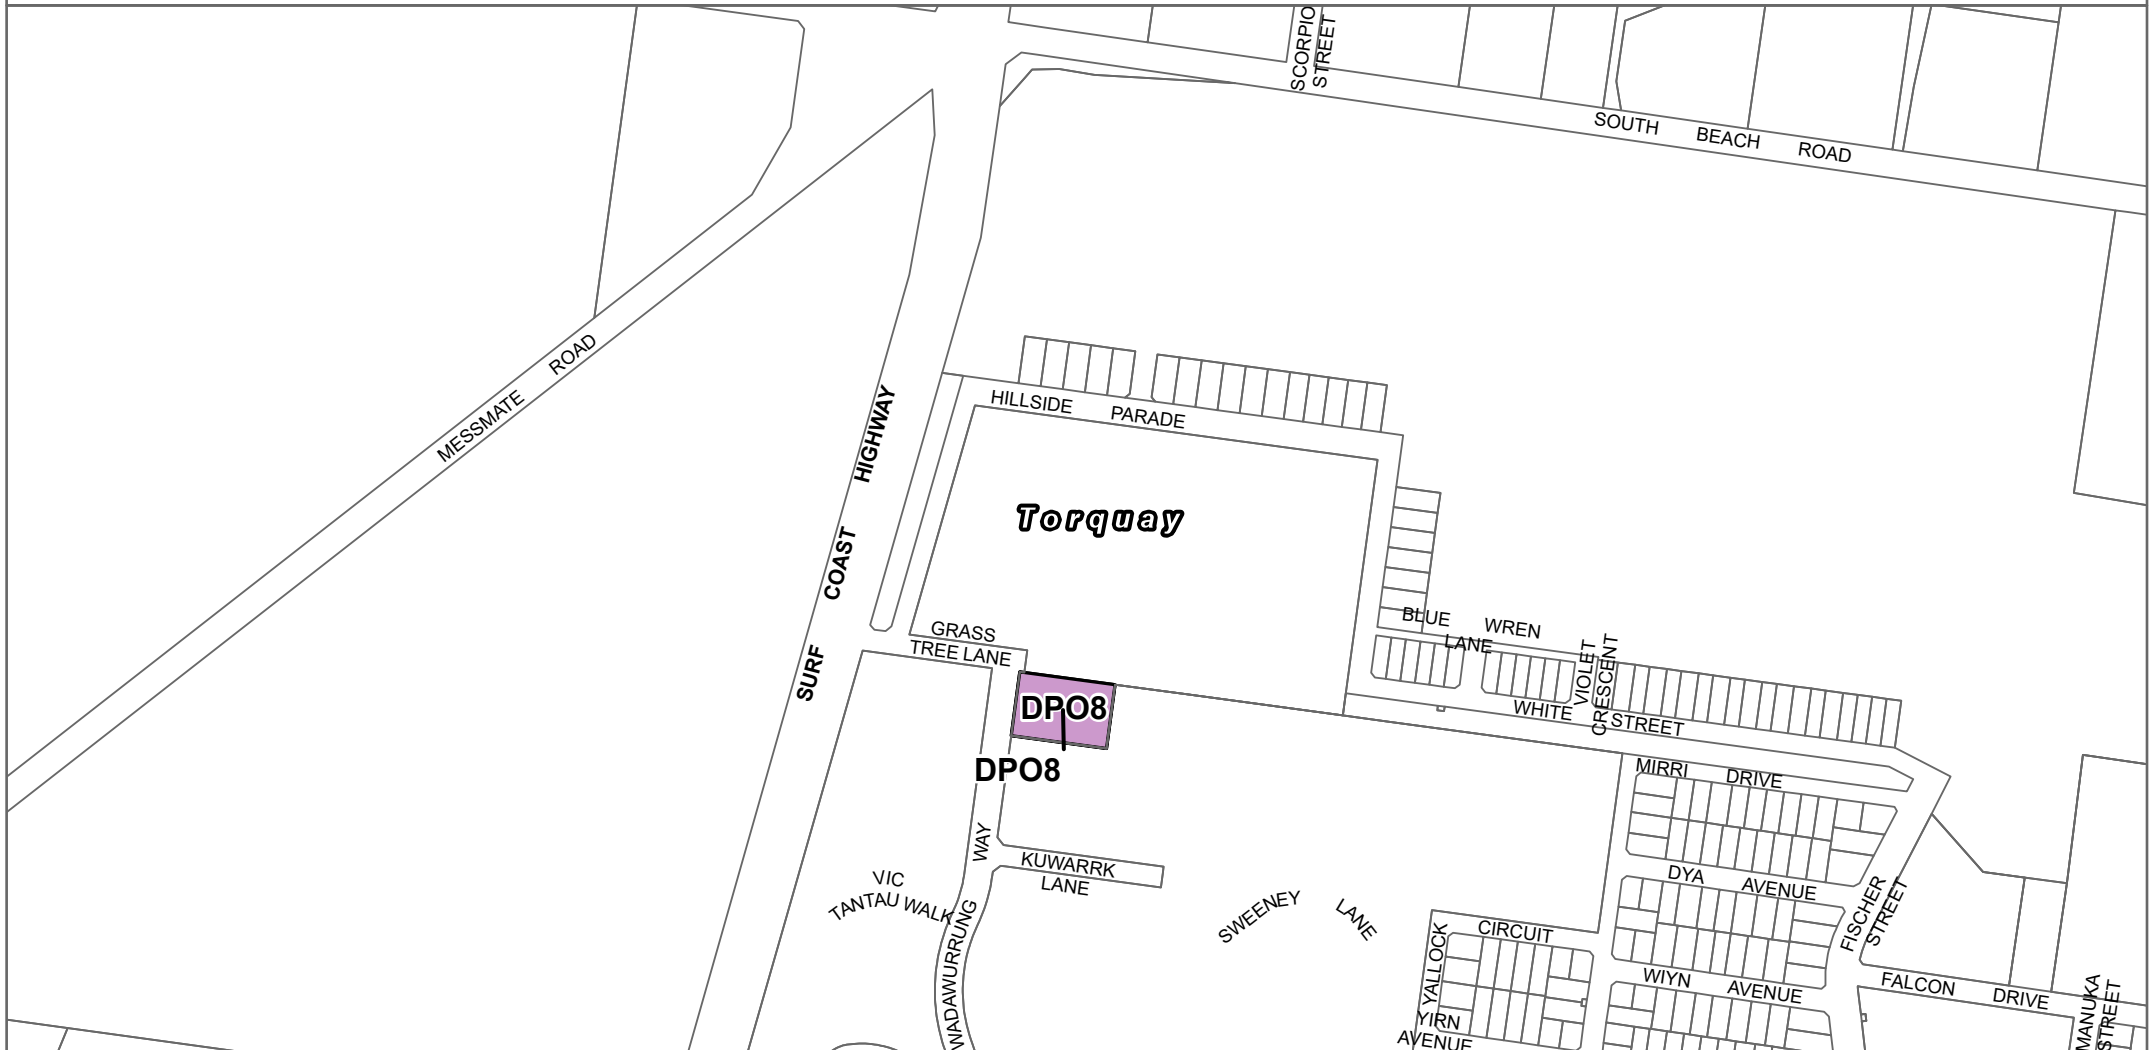 SCORPIO
STREET
SOUTH BEACH ROAD
MESSMATE ROAD
SURF COAST HIGHWAY
HILLSIDE PARADE
Torquay
BLUE WREN
LANE
VIOLET
CRESCENT
GRASS
TREE LANE
DPO8
DPO8
WHITE STREET
MIRRI DRIVE
WADAWURRUNG WAY
KUWARRK
LANE
VIC
TANTAU WALK
SWEENEY LANE
DYA AVENUE
FISCHER
STREET
YALLOCK CIRCUIT
WIYN AVENUE
FALCON DRIVE
MANUKA
STREET
YIRN
AVENUE